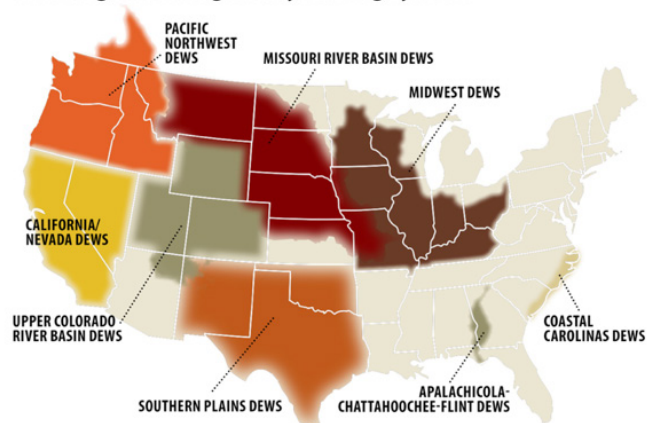 PACIFIC
NORTHWEST
DEWS
MISSOURI RIVER BASIN DEWS
MIDWEST DEWS
CALIFORNIA/
NEVADA DEWS
UPPER COLORADO
RIVER BASIN DEWS
COASTAL
CAROLINAS DEWS
SOUTHERN PLAINS DEWS
APALACHICOLA-
CHATTAHOOCHEE-FLINT DEWS